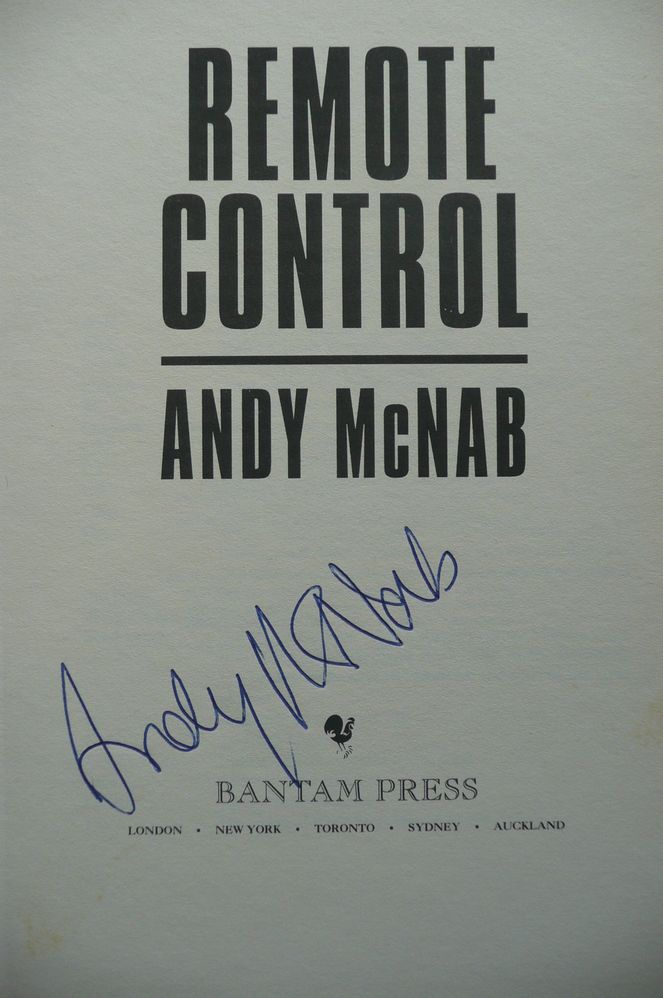 REMOTE
CONTROL
ANDY McNAB
Andy McNab
BANTAM PRESS
LONDON • NEW YORK • TORONTO • SYDNEY • AUCKLAND